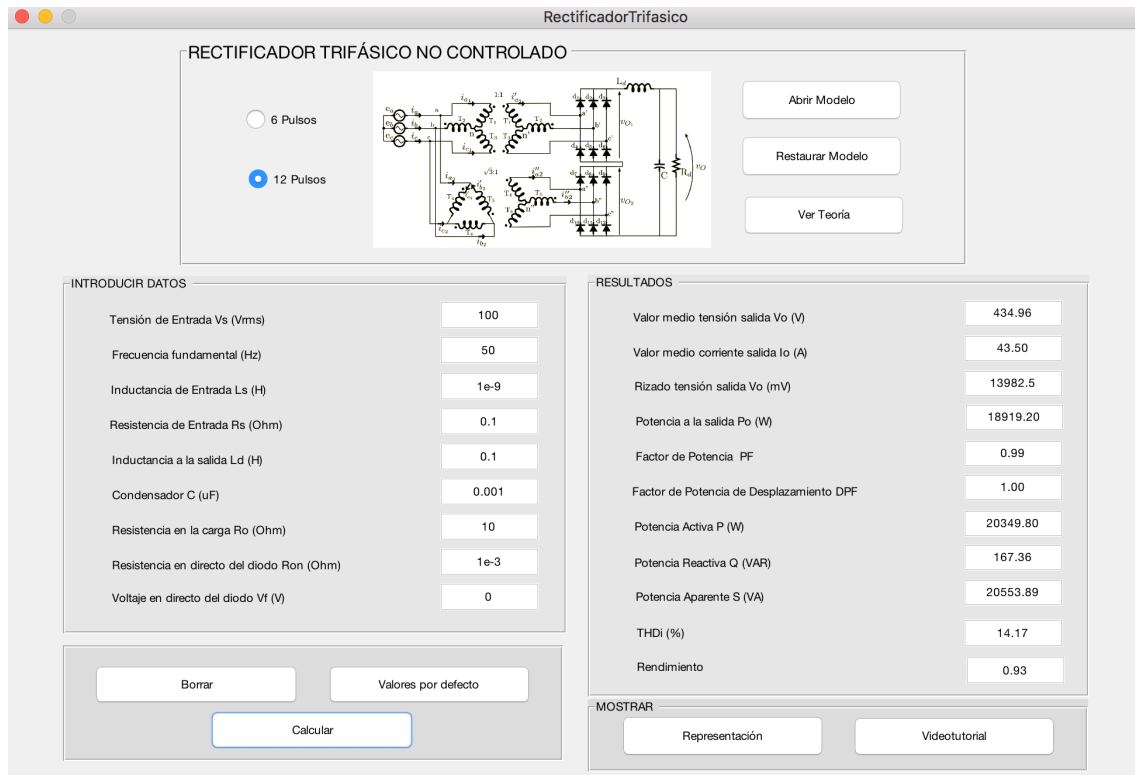 RectificadorTrifasico
RECTIFICADOR TRIFÁSICO NO CONTROLADO
6 Pulsos
12 Pulsos
1:1
√3:1
Abrir Modelo
Restaurar Modelo
Ver Teoría
INTRODUCIR DATOS
Tensión de Entrada Vs (Vrms) 100
Frecuencia fundamental (Hz) 50
Inductancia de Entrada Ls (H) 1e-9
Resistencia de Entrada Rs (Ohm) 0.1
Inductancia a la salida Ld (H) 0.1
Condensador C (uF) 0.001
Resistencia en la carga Ro (Ohm) 10
Resistencia en directo del diodo Ron (Ohm) 1e-3
Voltaje en directo del diodo Vf (V) 0
Borrar
Valores por defecto
Calcular
RESULTADOS
Valor medio tensión salida Vo (V) 434.96
Valor medio corriente salida Io (A) 43.50
Rizado tensión salida Vo (mV) 13982.5
Potencia a la salida Po (W) 18919.20
Factor de Potencia PF 0.99
Factor de Potencia de Desplazamiento DPF 1.00
Potencia Activa P (W) 20349.80
Potencia Reactiva Q (VAR) 167.36
Potencia Aparente S (VA) 20553.89
THDi (%) 14.17
Rendimiento 0.93
MOSTRAR
Representación
Videotutorial